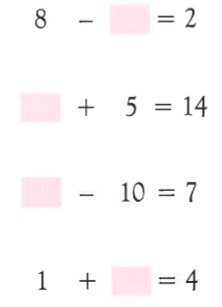 8 - = 2
+ 5 = 14
- 10 = 7
1 + = 4